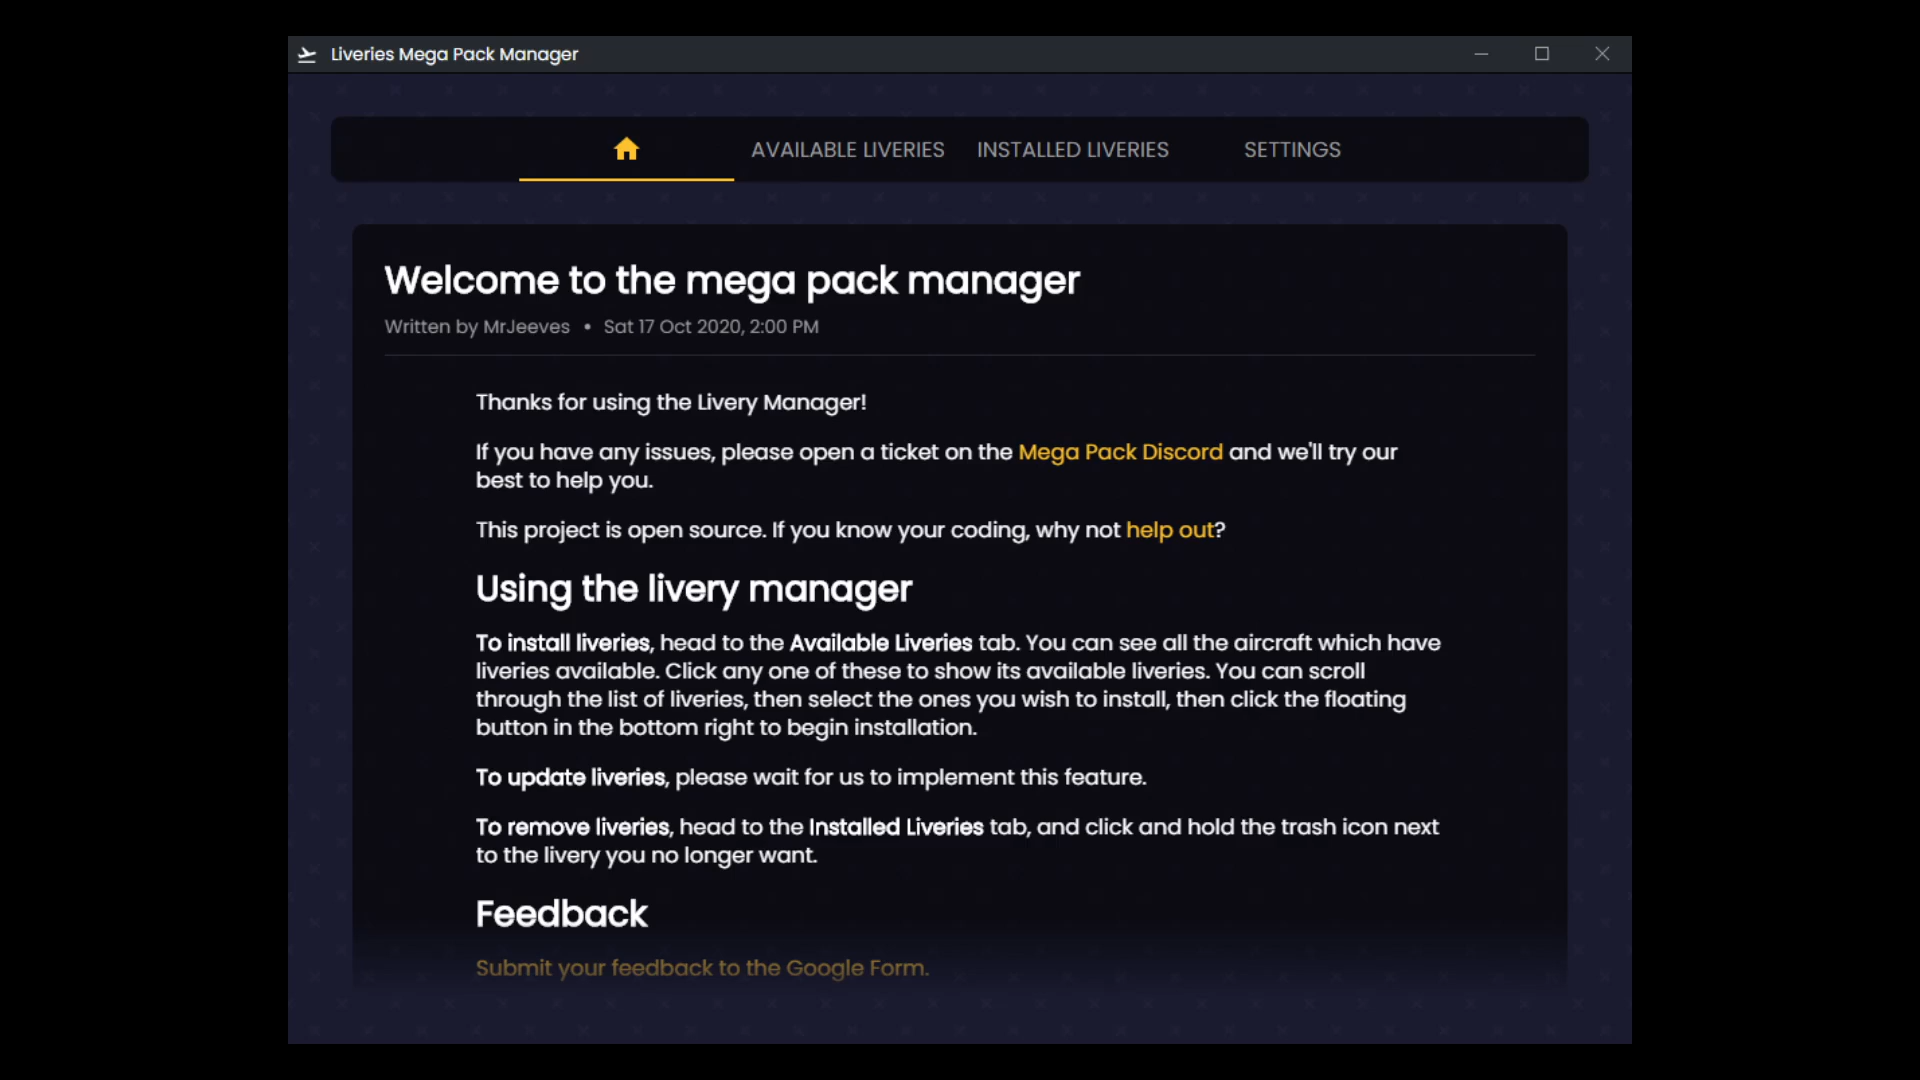 Liveries Mega Pack Manager
AVAILABLE LIVERIES INSTALLED LIVERIES SETTINGS
Welcome to the mega pack manager
Written by MrJeeves • Sat 17 Oct 2020, 2:00 PM
Thanks for using the Livery Manager!
If you have any issues, please open a ticket on the Mega Pack Discord and we'll try our
best to help you.
This project is open source. If you know your coding, why not help out?
Using the livery manager
To install liveries, head to the Available Liveries tab. You can see all the aircraft which have
liveries available. Click any one of these to show its available liveries. You can scroll
through the list of liveries, then select the ones you wish to install, then click the floating
button in the bottom right to begin installation.
To update liveries, please wait for us to implement this feature.
To remove liveries, head to the Installed Liveries tab, and click and hold the trash icon next
to the livery you no longer want.
Feedback
Submit your feedback to the Google Form.